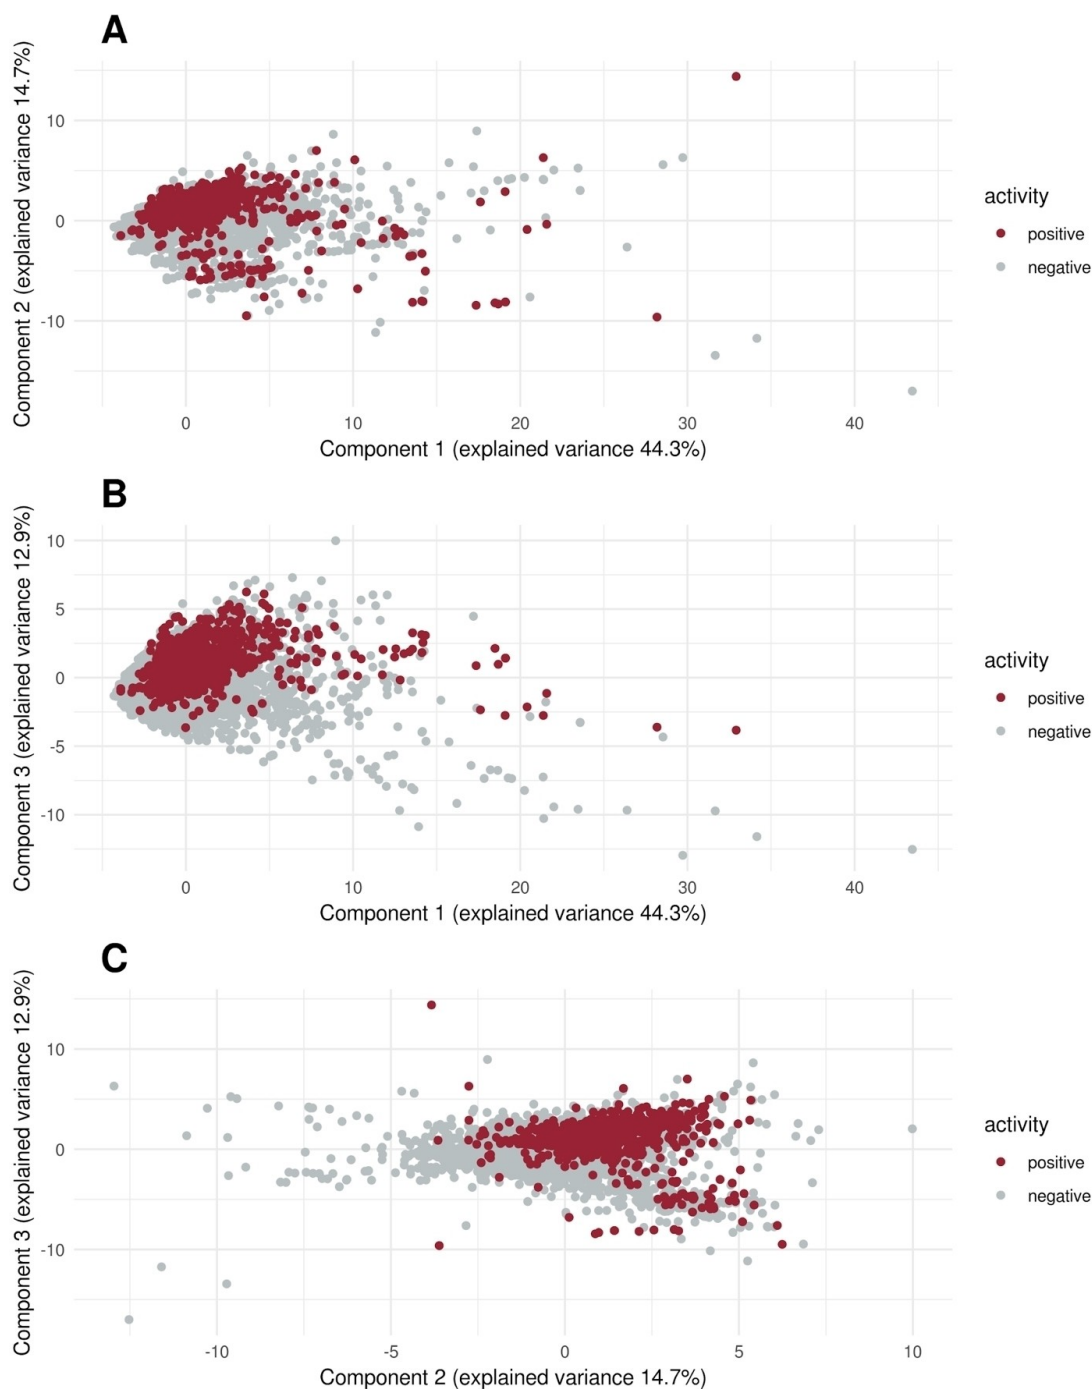 A
Component 2 (explained variance 14.7%)
10
0
-10
0 10 20 30 40
Component 1 (explained variance 44.3%)
activity
positive
negative
B
Component 3 (explained variance 12.9%)
10
5
0
-5
-10
0 10 20 30 40
Component 1 (explained variance 44.3%)
activity
positive
negative
C
Component 3 (explained variance 12.9%)
10
0
-10
-10 -5 0 5 10
Component 2 (explained variance 14.7%)
activity
positive
negative